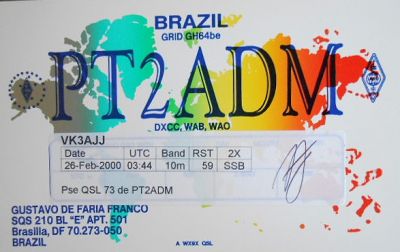 BRAZIL
GRID GH64be
PT2ADM
DXCC, WAB, WAO
VK3AJJ
Date UTC Band RST 2X
26-Feb-2000 03:44 10m 59 SSB
Pse QSL 73 de PT2ADM
GUSTAVO DE FARIA FRANCO
SQS 210 BL "E" APT. 501
Brasilia, DF 70.273-050
BRAZIL
A WX9X QSL